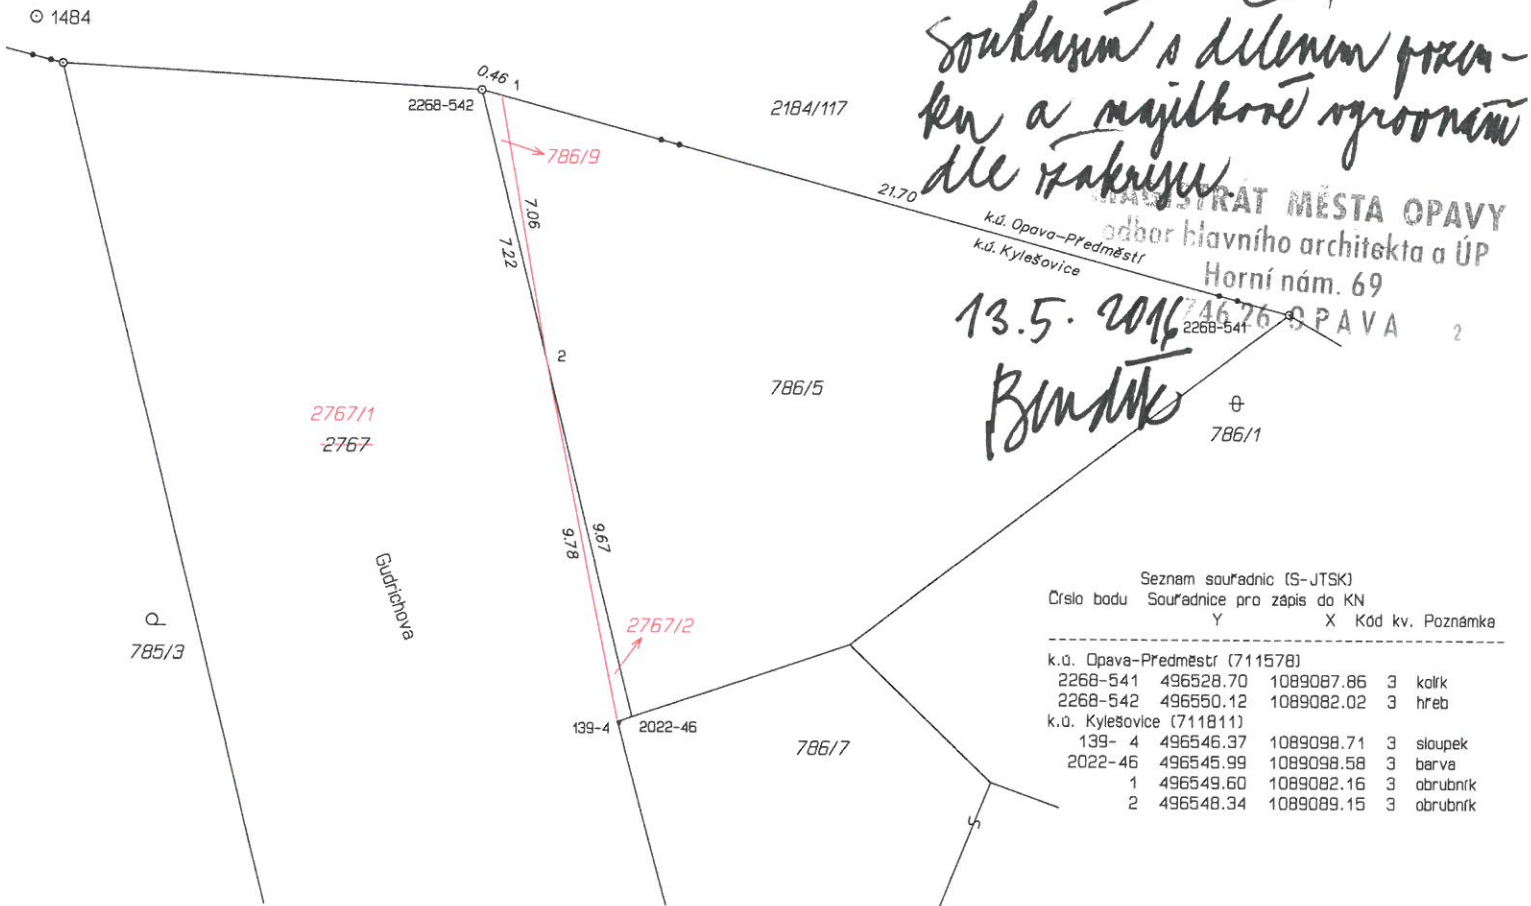 1484
Souhlasím s dělením pozem-
ku a majetkové vyrovnání
dle zákresu.
MAGISTRÁT MĚSTA OPAVY
odbor hlavního architekta a ÚP
Horní nám. 69
746 26 OPAVA 2
13.5. 2016
0.46 1
2268-542
2184/117
786/9
21.70
k.ú. Opava-Předměstí
k.ú. Kylešovice
7.06
7.22
2268-541
2
786/5
786/1
2767/1
2767
9.67
9.78
Gudrichova
785/3
2767/2
139-4 2022-46
786/7
Seznam souřadnic (S-JTSK)
Číslo bodu Souřadnice pro zápis do KN
Y X Kód kv. Poznámka
k.ú. Opava-Předměstí (711578)
2268-541 496528.70 1089087.86 3 kolík
2268-542 496550.12 1089082.02 3 hřeb
k.ú. Kylešovice (711811)
139- 4 496546.37 1089098.71 3 sloupek
2022-46 496545.99 1089098.58 3 barva
1 496549.60 1089082.16 3 obrubník
2 496548.34 1089089.15 3 obrubník